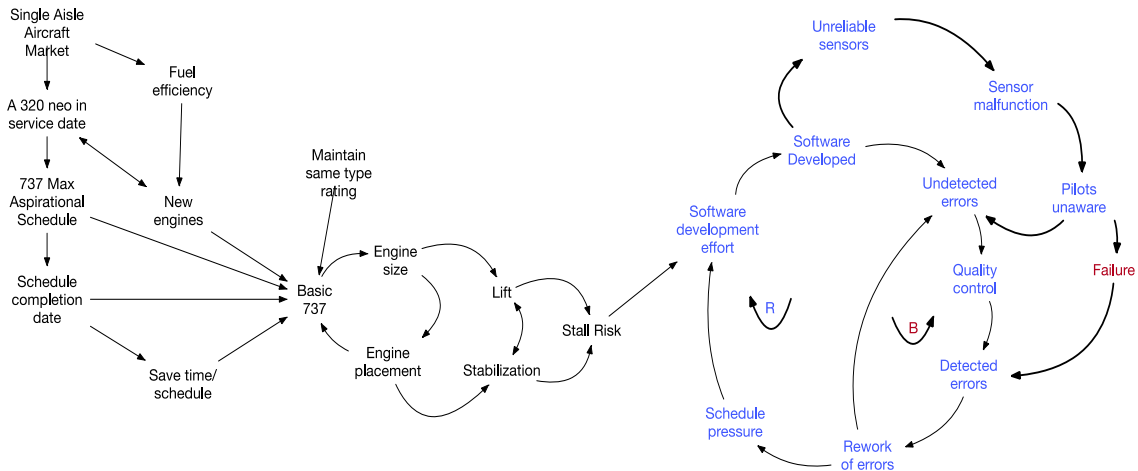 Single Aisle
Aircraft
Market
Fuel
efficiency
A 320 neo in
service date
737 Max
Aspirational
Schedule
New
engines
Schedule
completion
date
Save time/
schedule
Maintain
same type
rating
Basic
737
Engine
size
Engine
placement
Lift
Stabilization
Stall Risk
Software
development
effort
Software
Developed
Unreliable
sensors
Sensor
malfunction
Pilots
unaware
Failure
Undetected
errors
Quality
control
Detected
errors
Rework
of errors
Schedule
pressure
R
B